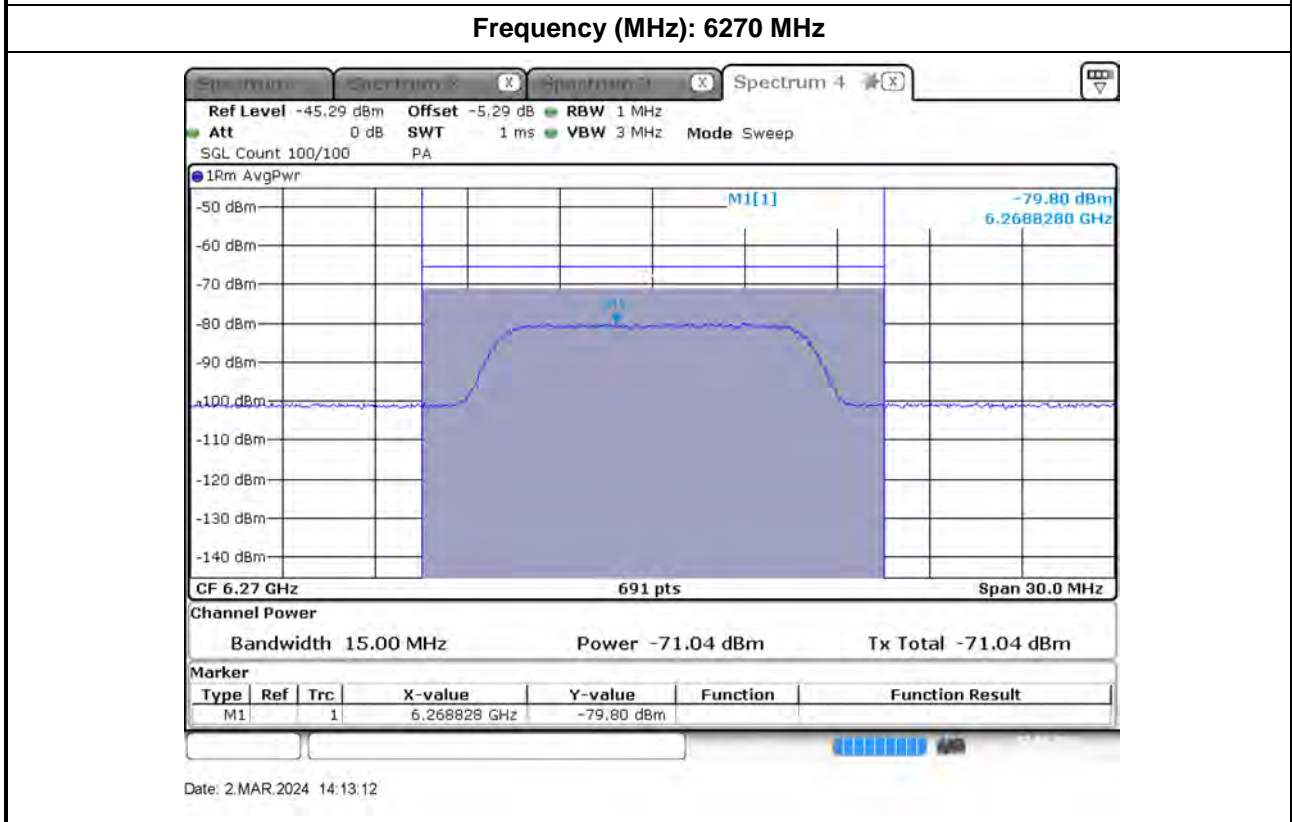 Frequency (MHz): 6270 MHz
Spectrum 4
Ref Level -45.29 dBm Offset -5.29 dB RBW 1 MHz
Att 0 dB SWT 1 ms VBW 3 MHz Mode Sweep
SGL Count 100/100 PA
1Rm AvgPwr
M1[1] -79.80 dBm
6.2688280 GHz
-50 dBm
-60 dBm
-70 dBm
M1
-80 dBm
-90 dBm
-100 dBm
-110 dBm
-120 dBm
-130 dBm
-140 dBm
CF 6.27 GHz 691 pts Span 30.0 MHz
Channel Power
Bandwidth 15.00 MHz Power -71.04 dBm Tx Total -71.04 dBm
Marker
Type Ref Trc X-value Y-value Function Function Result
M1 1 6.268828 GHz -79.80 dBm
Date: 2.MAR.2024 14:13:12